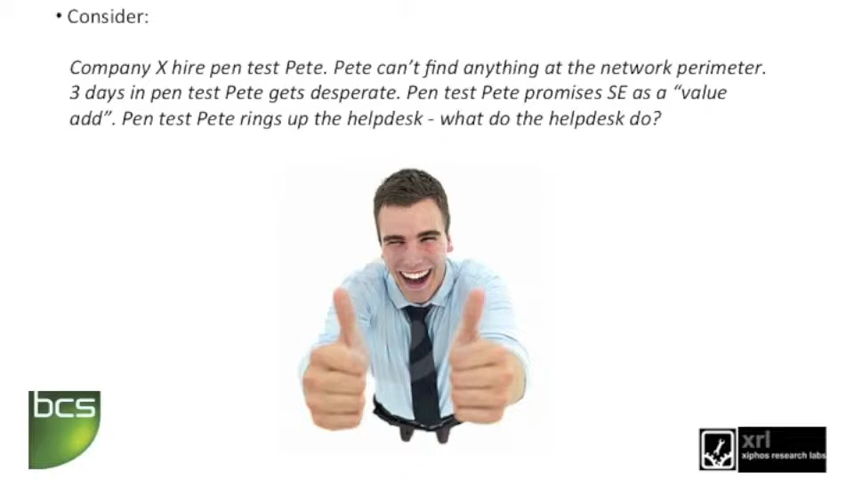 • Consider:
Company X hire pen test Pete. Pete can’t find anything at the network perimeter.
3 days in pen test Pete gets desperate. Pen test Pete promises SE as a “value
add”. Pen test Pete rings up the helpdesk - what do the helpdesk do?
bcs
xrl
xiphos research labs